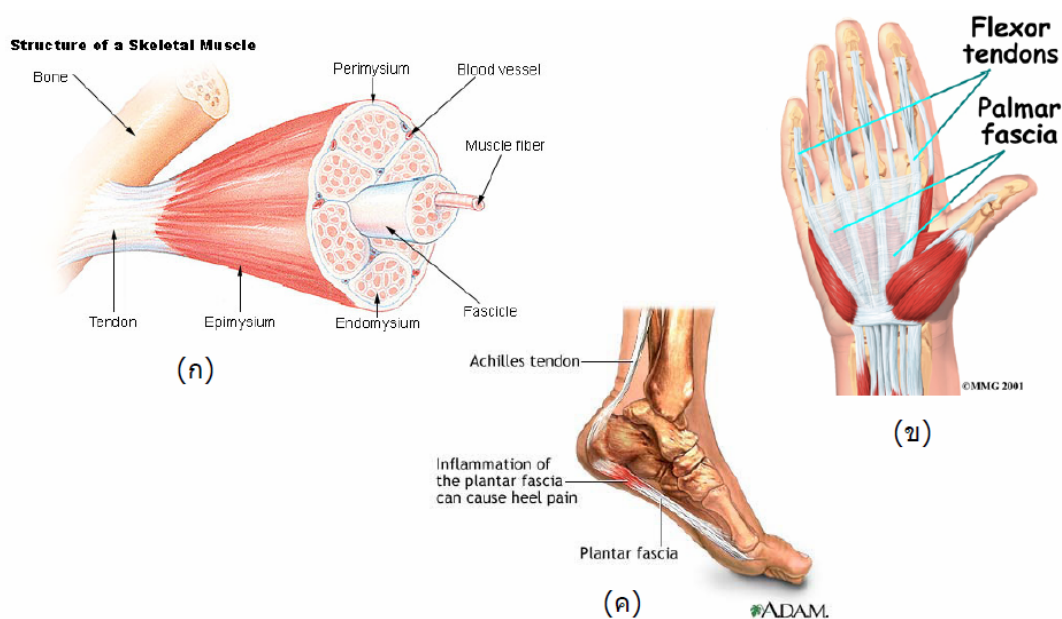 Structure of a Skeletal Muscle
Bone
Perimysium
Blood vessel
Muscle fiber
Tendon
Epimysium
Endomysium
Fascicle
(ก)
Flexor
tendons
Palmar
fascia
©MMG 2001
(ข)
Achilles tendon
Inflammation of
the plantar fascia
can cause heel pain
Plantar fascia
(ค)
A.D.A.M.